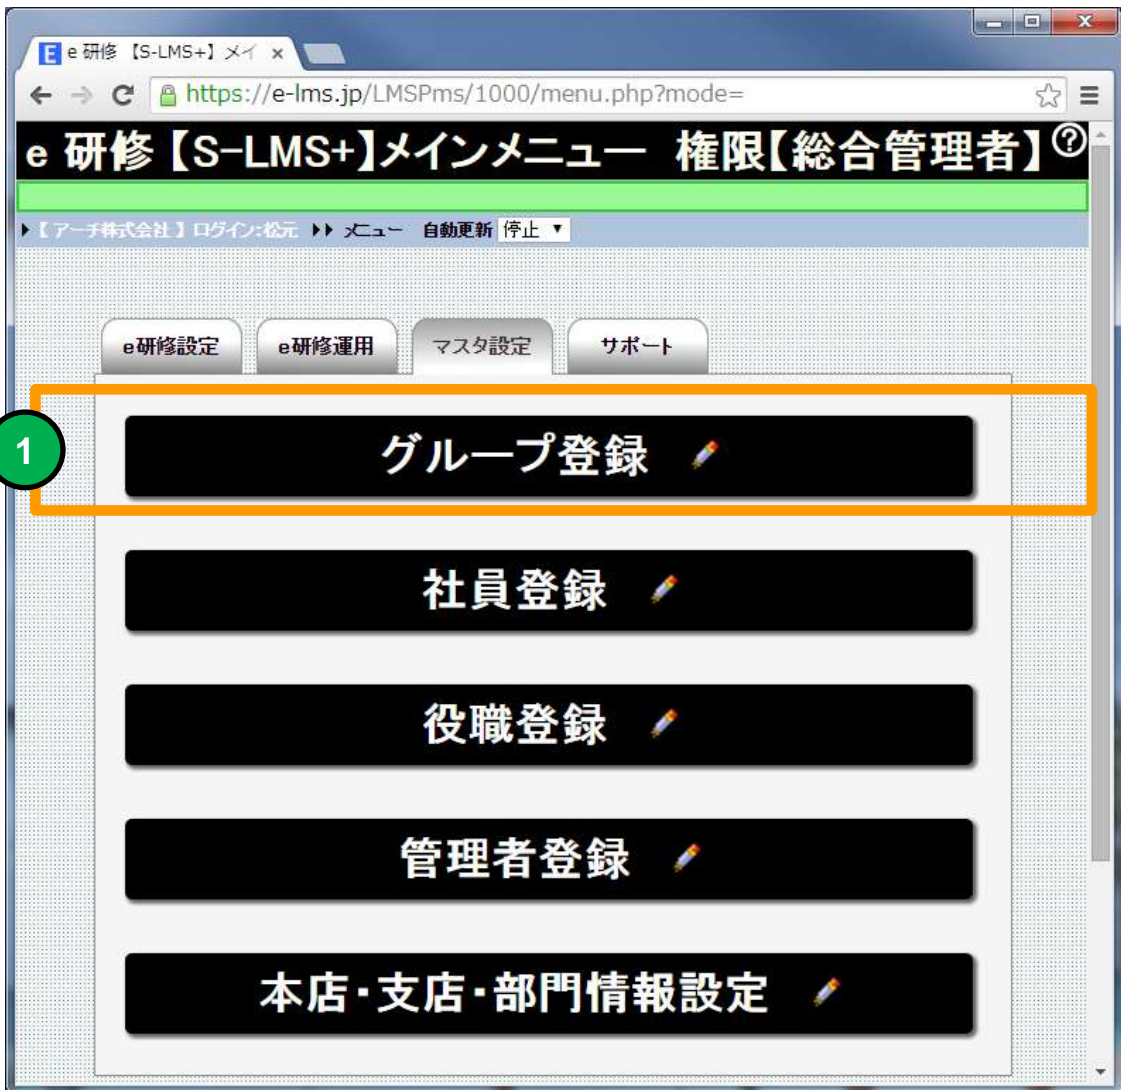 e 研修 【S-LMS+】 メイ
https://e-lms.jp/LMSPms/1000/menu.php?mode=
e 研修 【S-LMS+】メインメニュー 権限【総合管理者】
【 アーチ株式会社 】 ログイン:松元 メニュー 自動更新 停止
e研修設定 e研修運用 マスタ設定 サポート
1
グループ登録
社員登録
役職登録
管理者登録
本店・支店・部門情報設定